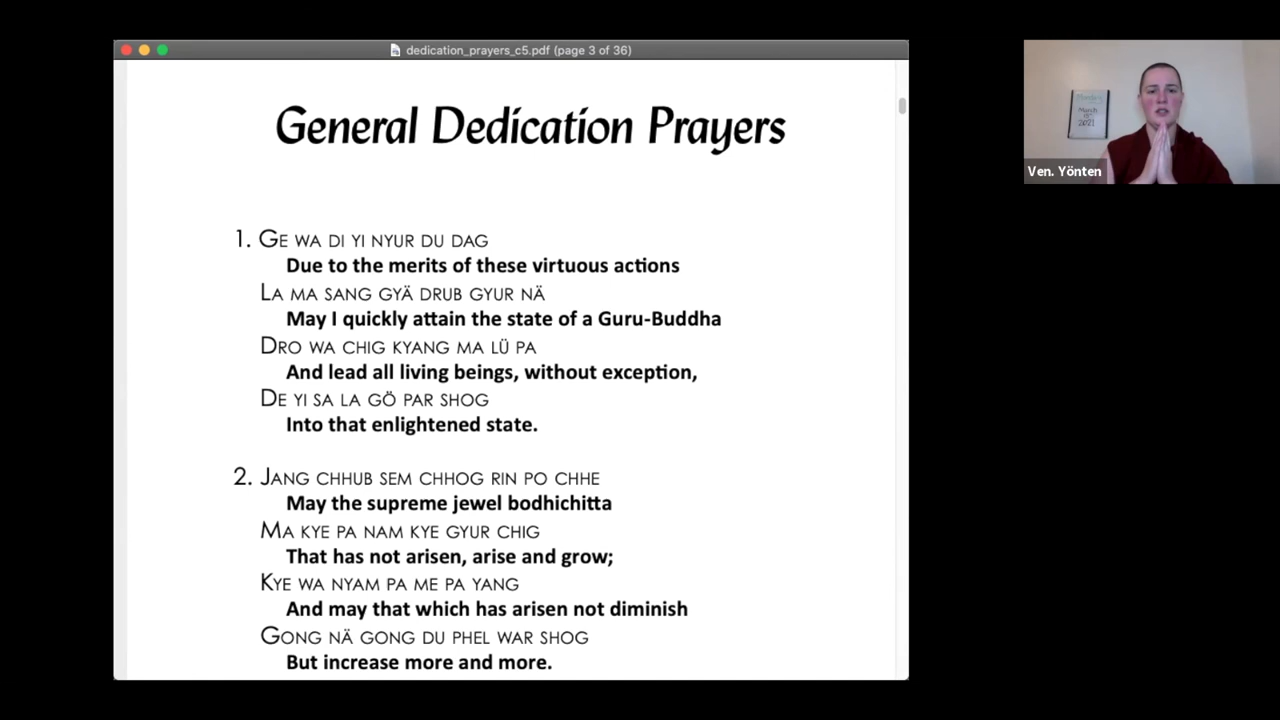 dedication_prayers_c5.pdf (page 3 of 36)
General Dedication Prayers
1. GE WA DI YI NYUR DU DAG
Due to the merits of these virtuous actions
LA MA SANG GYÄ DRUB GYUR NÄ
May I quickly attain the state of a Guru-Buddha
DRO WA CHIG KYANG MA LÜ PA
And lead all living beings, without exception,
DE YI SA LA GÖ PAR SHOG
Into that enlightened state.
2. JANG CHHUB SEM CHHOG RIN PO CHHE
May the supreme jewel bodhichitta
MA KYE PA NAM KYE GYUR CHIG
That has not arisen, arise and grow;
KYE WA NYAM PA ME PA YANG
And may that which has arisen not diminish
GONG NÄ GONG DU PHEL WAR SHOG
But increase more and more.
March
2021
Ven. Yönten